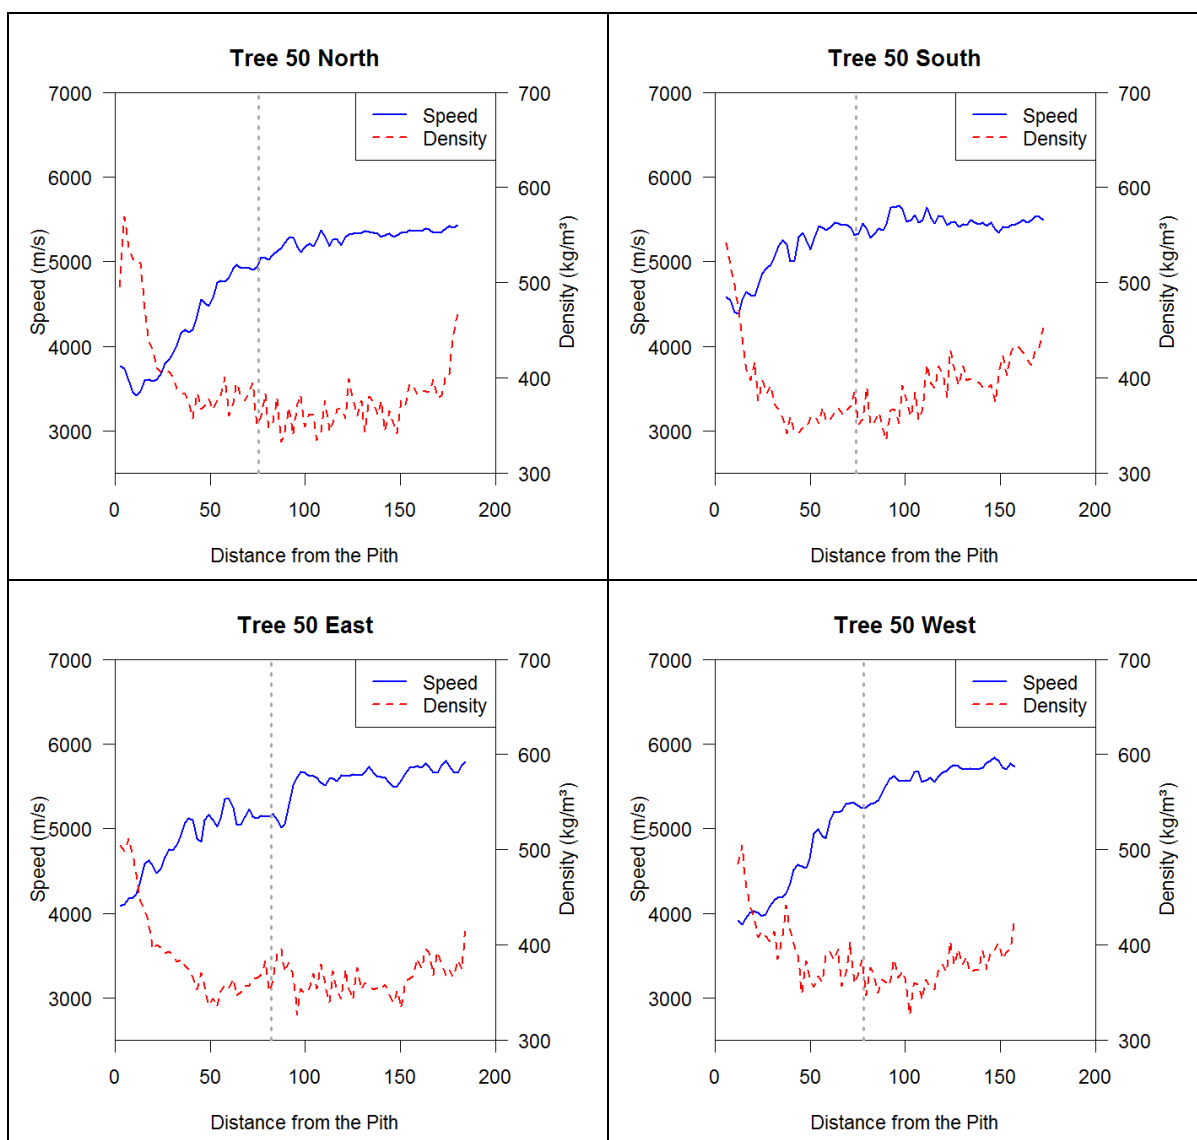 Tree 50 North
7000
6000
5000
4000
3000
Speed (m/s)
Speed
Density
700
600
500
400
300
Density (kg/m³)
0 50 100 150 200
Distance from the Pith
Tree 50 South
7000
6000
5000
4000
3000
Speed (m/s)
Speed
Density
700
600
500
400
300
Density (kg/m³)
0 50 100 150 200
Distance from the Pith
Tree 50 East
7000
6000
5000
4000
3000
Speed (m/s)
Speed
Density
700
600
500
400
300
Density (kg/m³)
0 50 100 150 200
Distance from the Pith
Tree 50 West
7000
6000
5000
4000
3000
Speed (m/s)
Speed
Density
700
600
500
400
300
Density (kg/m³)
0 50 100 150 200
Distance from the Pith